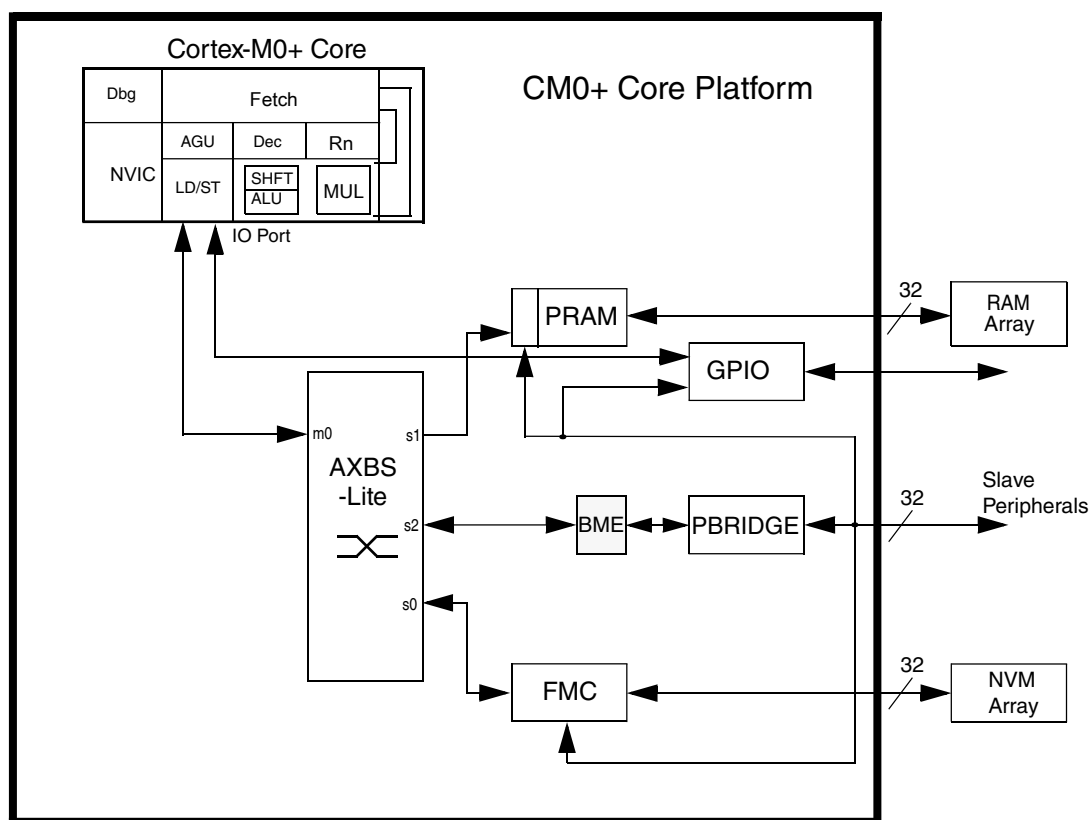 Cortex-M0+ Core
CM0+ Core Platform
Dbg
Fetch
AGU
Dec
Rn
NVIC
LD/ST
SHFT
ALU
MUL
IO Port
PRAM
32
RAM
Array
GPIO
m0
s1
AXBS
-Lite
s2
BME
PBRIDGE
32
Slave
Peripherals
s0
FMC
32
NVM
Array